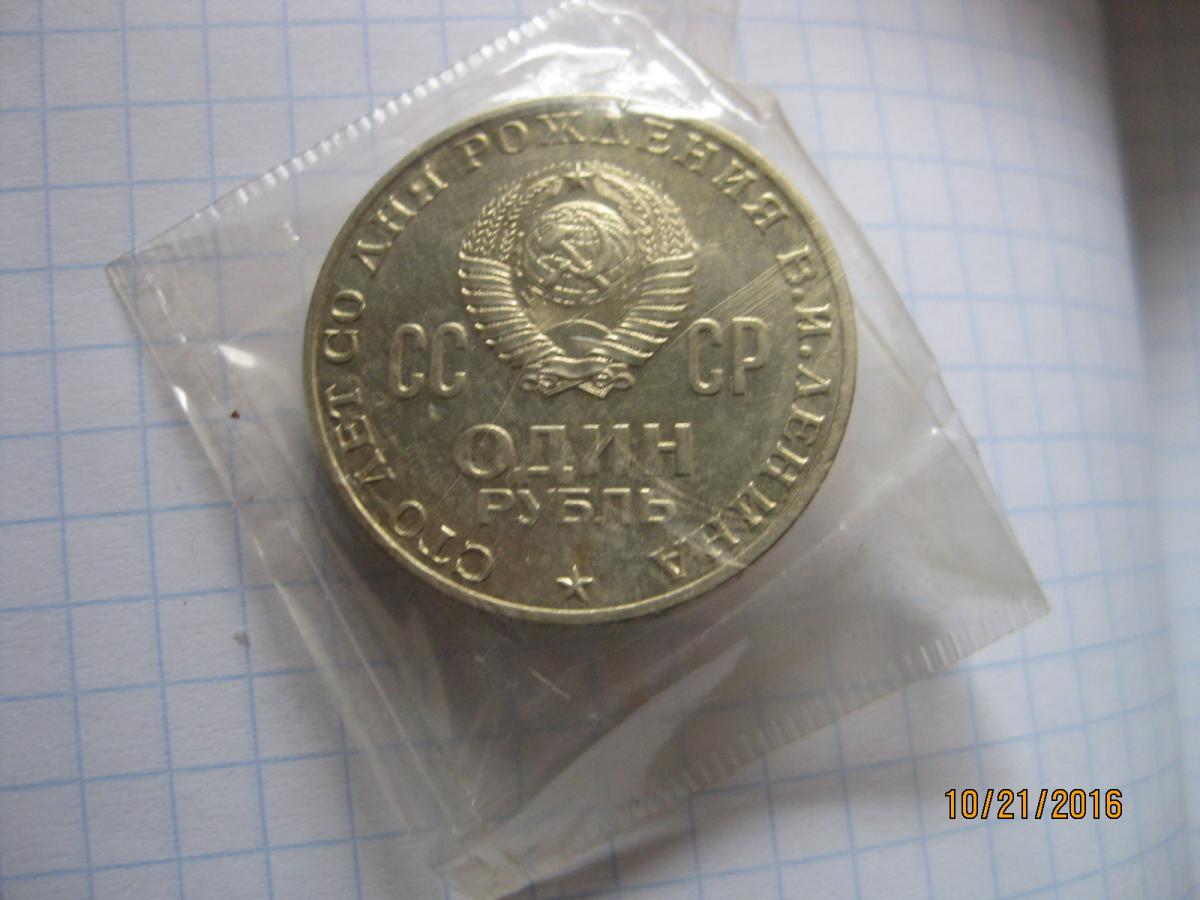 СТО ЛЕТ СО ДНЯ РОЖДЕНИЯ В.И.ЛЕНИНА
СС СР
ОДИН
РУБЛЬ
10/21/2016